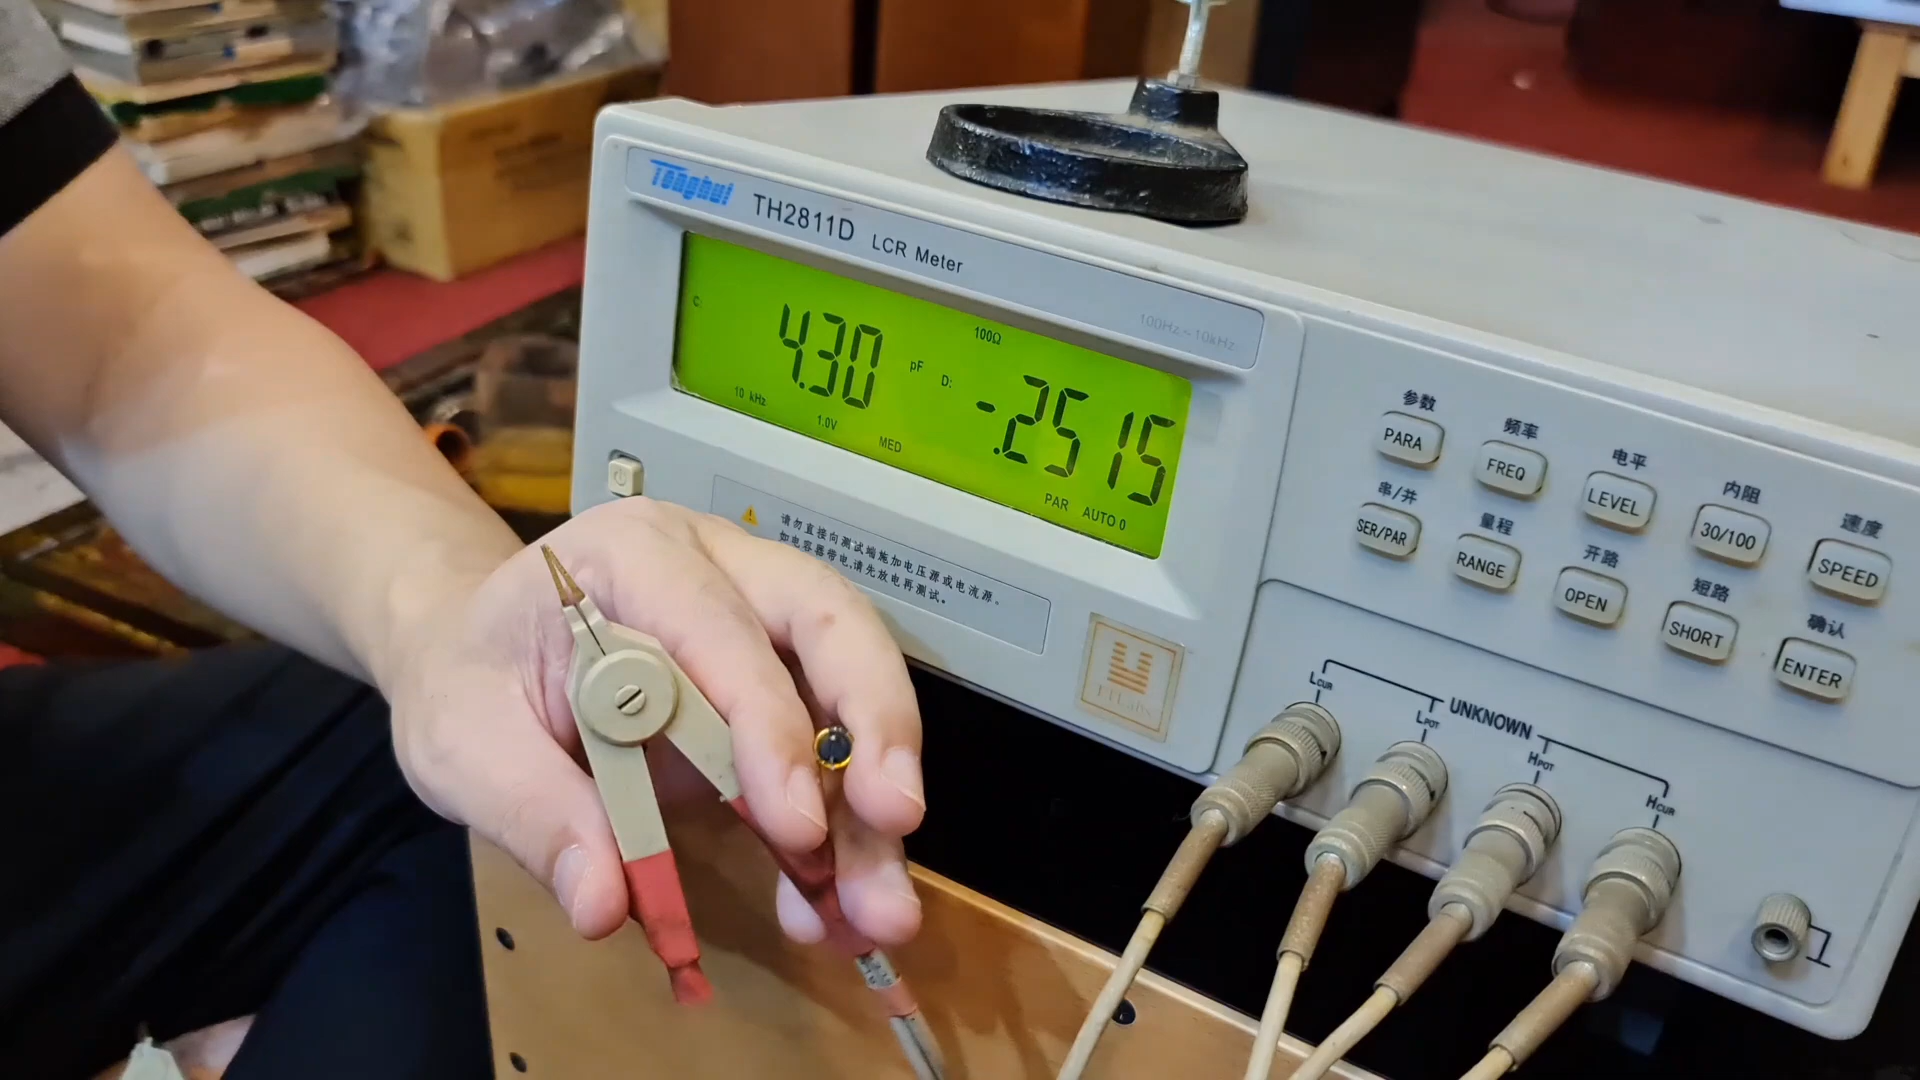 Tonghui TH2811D LCR Meter
100Hz~10kHz
C: 4.30 pF
100Ω
D: -.2515
10 kHz 1.0V MED
PAR AUTO 0
请勿直接向测试端施加电压源或电流源。
如电容器带电,请先放电再测试。
参数 频率 电平 内阻 速度
PARA FREQ LEVEL 30/100 SPEED
串/并 量程 开路 短路 确认
SER/PAR RANGE OPEN SHORT ENTER
UNKNOWN
LCUR LPOT HPOT HCUR